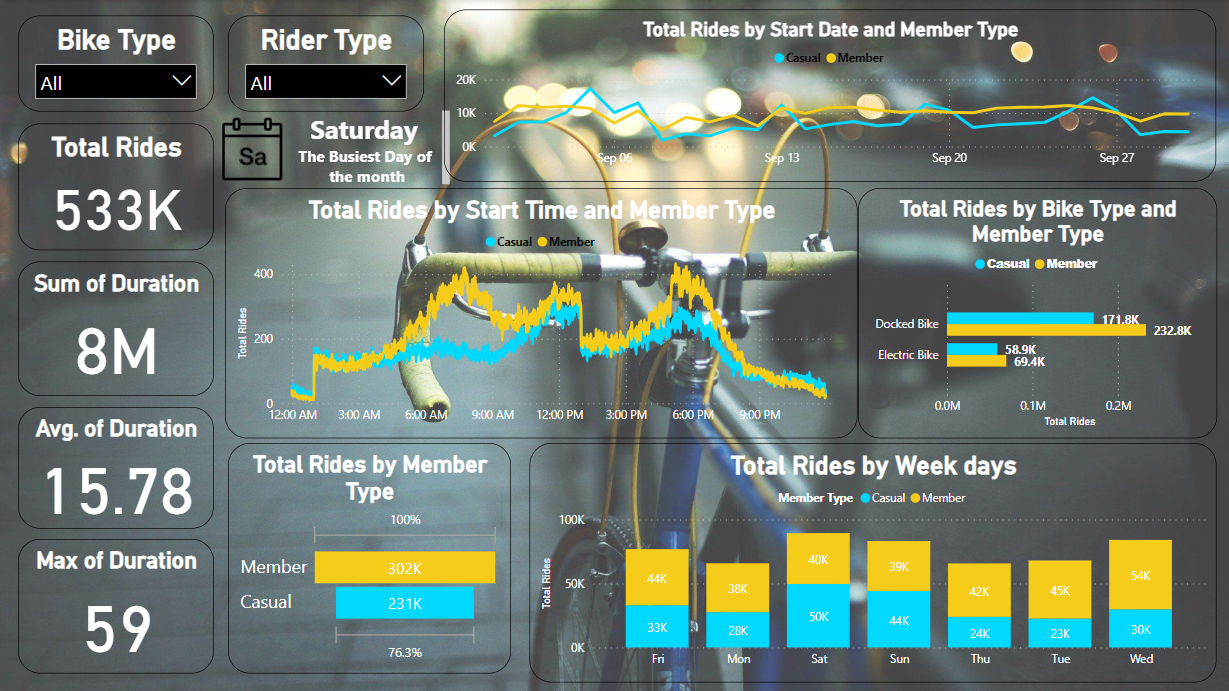 Bike Type
All
Rider Type
All
Total Rides
533K
Sum of Duration
8M
Avg. of Duration
15.78
Max of Duration
59
Sa
Saturday
The Busiest Day of
the month
Total Rides by Start Date and Member Type
Casual Member
20K
10K
0K
Sep 06 Sep 13 Sep 20 Sep 27
Total Rides by Start Time and Member Type
Casual Member
Total Rides
400
200
0
12:00 AM 3:00 AM 6:00 AM 9:00 AM 12:00 PM 3:00 PM 6:00 PM 9:00 PM
Total Rides by Bike Type and
Member Type
Casual Member
Docked Bike 171.8K
232.8K
Electric Bike 58.9K
69.4K
0.0M 0.1M 0.2M
Total Rides
Total Rides by Member
Type
100%
Member 302K
Casual 231K
76.3%
Total Rides by Week days
Member Type Casual Member
Total Rides
100K
50K
0K
44K 38K 40K 39K 42K 45K 54K
33K 28K 50K 44K 24K 23K 30K
Fri Mon Sat Sun Thu Tue Wed